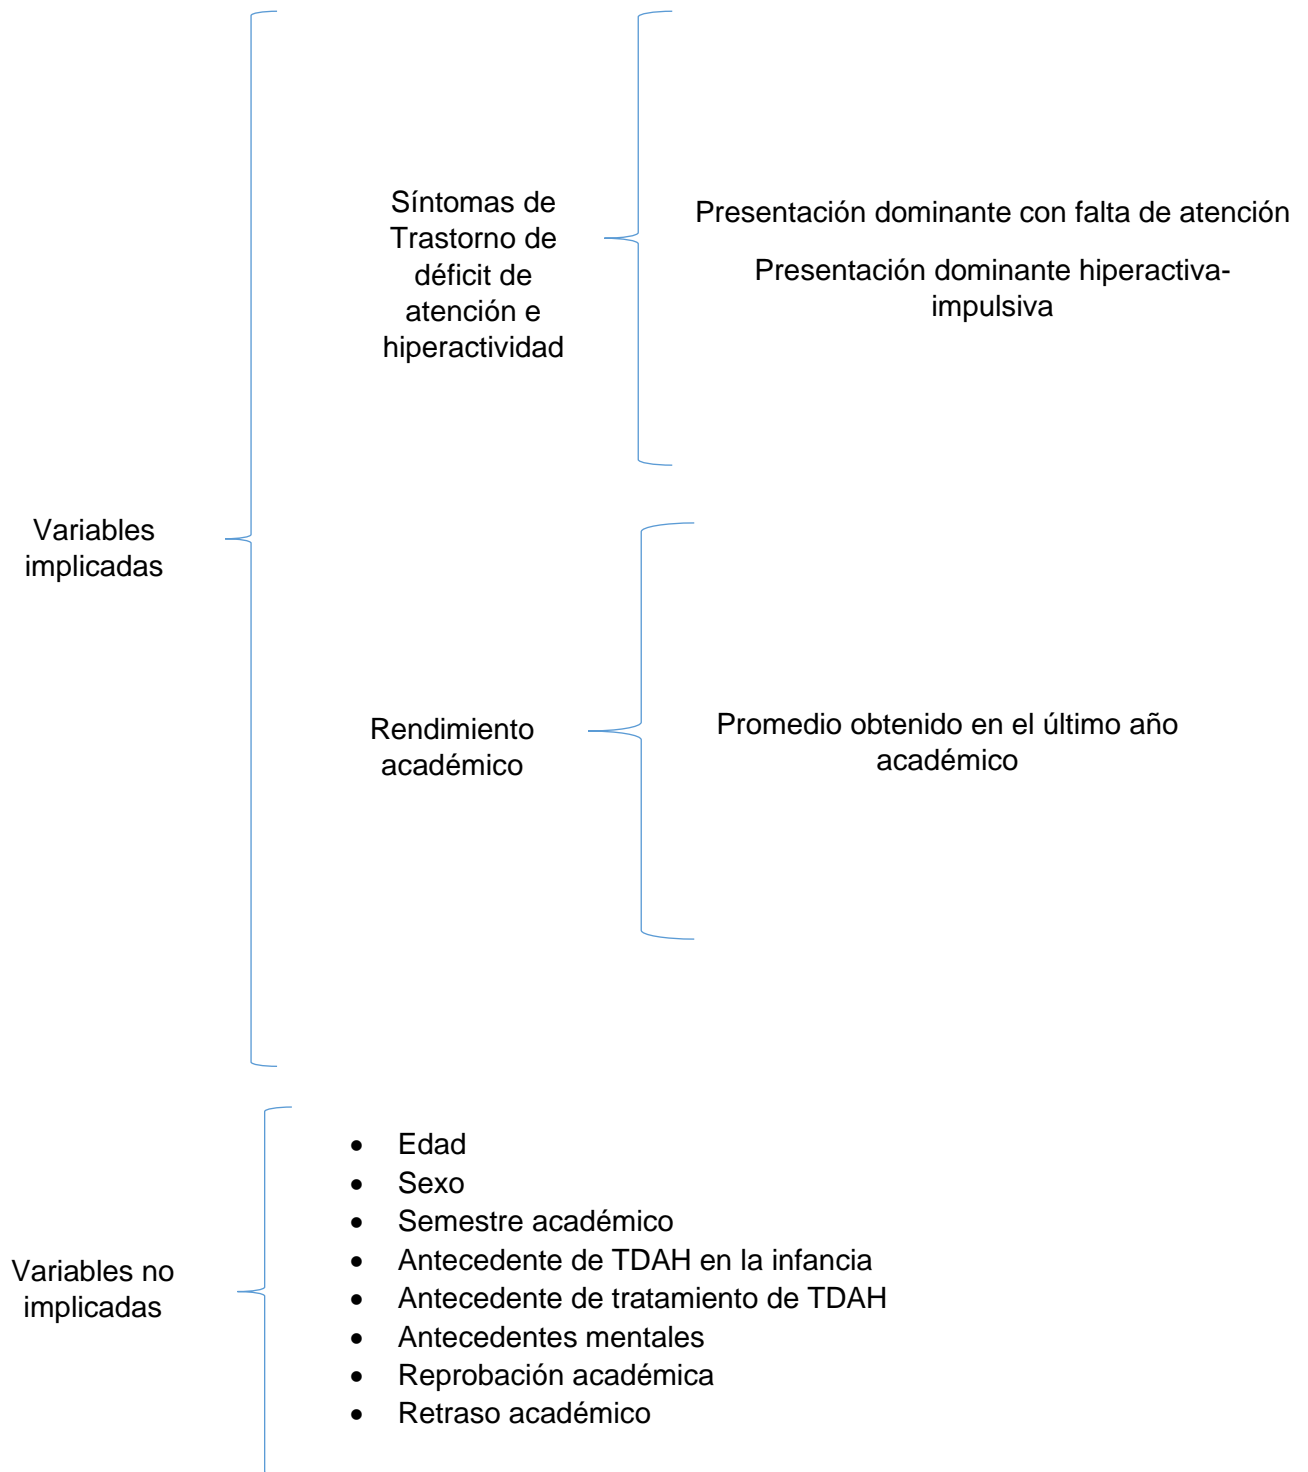 Síntomas de
Trastorno de
déficit de
atención e
hiperactividad
Presentación dominante con falta de atención
Presentación dominante hiperactiva-
impulsiva
Variables
implicadas
Rendimiento
académico
Promedio obtenido en el último año
académico
Variables no
implicadas
• Edad
• Sexo
• Semestre académico
• Antecedente de TDAH en la infancia
• Antecedente de tratamiento de TDAH
• Antecedentes mentales
• Reprobación académica
• Retraso académico